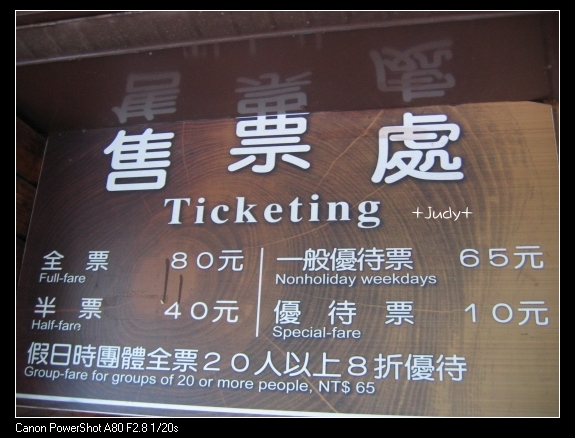 售票處
Ticketing
+Judy+
全票 80元
Full-fare
一般優待票 65元
Nonholiday weekdays
半票 40元
Half-fare
優待票 10元
Special-fare
假日時團體全票20人以上8折優待
Group-fare for groups of 20 or more people, NT$ 65
Canon PowerShot A80 F2.8 1/20s